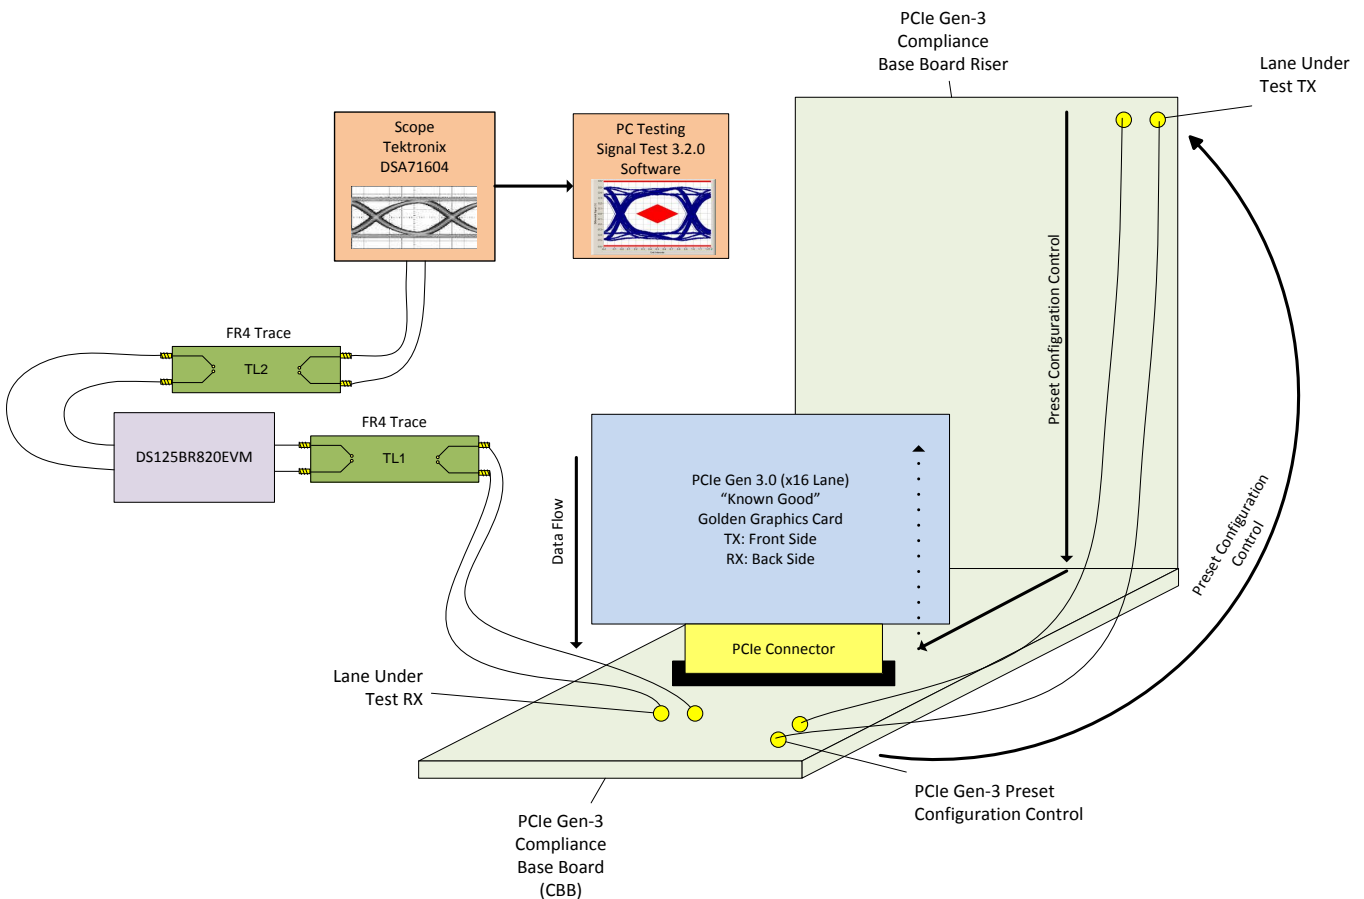 PCIe Gen-3
Compliance
Base Board Riser
Lane Under
Test TX
Scope
Tektronix
DSA71604
PC Testing
Signal Test 3.2.0
Software
Preset Configuration Control
FR4 Trace
TL2
FR4 Trace
DS125BR820EVM
TL1
Data Flow
PCIe Gen 3.0 (x16 Lane)
“Known Good”
Golden Graphics Card
TX: Front Side
RX: Back Side
Preset Configuration
Control
PCIe Connector
Lane Under
Test RX
PCIe Gen-3 Preset
Configuration Control
PCIe Gen-3
Compliance
Base Board
(CBB)